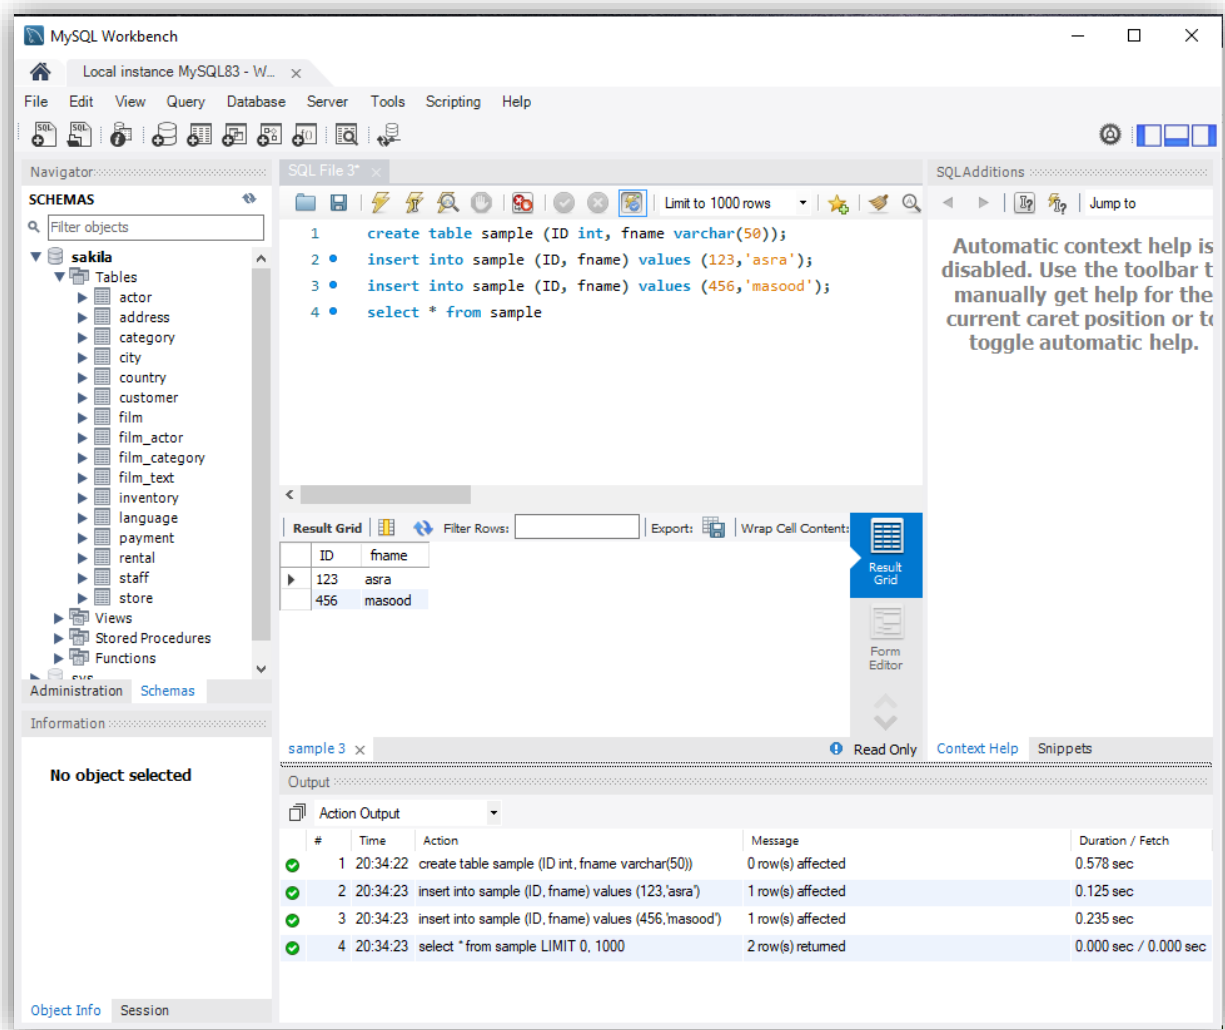 MySQL Workbench
Local instance MySQL83 - W...
File Edit View Query Database Server Tools Scripting Help
Navigator
SCHEMAS
Filter objects
sakila
Tables
actor
address
category
city
country
customer
film
film_actor
film_category
film_text
inventory
language
payment
rental
staff
store
Views
Stored Procedures
Functions
sys
Administration Schemas
Information
No object selected
Object Info Session
SQL File 3*
Limit to 1000 rows
1 create table sample (ID int, fname varchar(50));
2 insert into sample (ID, fname) values (123,'asra');
3 insert into sample (ID, fname) values (456,'masood');
4 select * from sample
Result Grid Filter Rows: Export: Wrap Cell Content:
ID fname
123 asra
456 masood
Result
Grid
Form
Editor
sample 3 Read Only
SQLAdditions
Jump to
Automatic context help is
disabled. Use the toolbar t
manually get help for the
current caret position or to
toggle automatic help.
Context Help Snippets
Output
Action Output
# Time Action Message Duration / Fetch
1 20:34:22 create table sample (ID int, fname varchar(50)) 0 row(s) affected 0.578 sec
2 20:34:23 insert into sample (ID, fname) values (123,'asra') 1 row(s) affected 0.125 sec
3 20:34:23 insert into sample (ID, fname) values (456,'masood') 1 row(s) affected 0.235 sec
4 20:34:23 select * from sample LIMIT 0, 1000 2 row(s) returned 0.000 sec / 0.000 sec